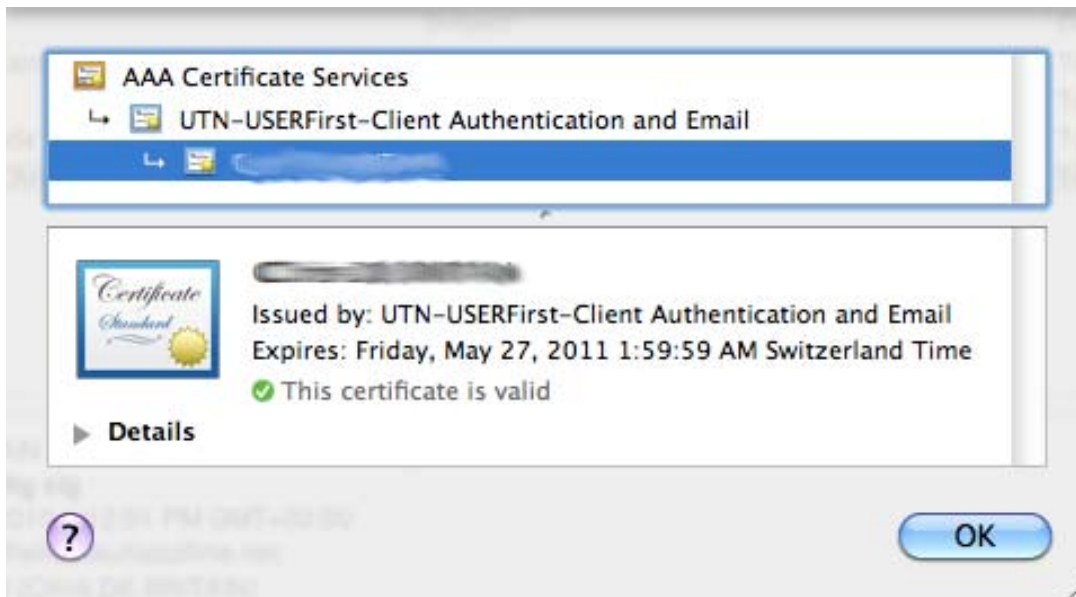 AAA Certificate Services
UTN-USERFirst-Client Authentication and Email
Certificate
Standard
Issued by: UTN-USERFirst-Client Authentication and Email
Expires: Friday, May 27, 2011 1:59:59 AM Switzerland Time
This certificate is valid
Details
?
OK